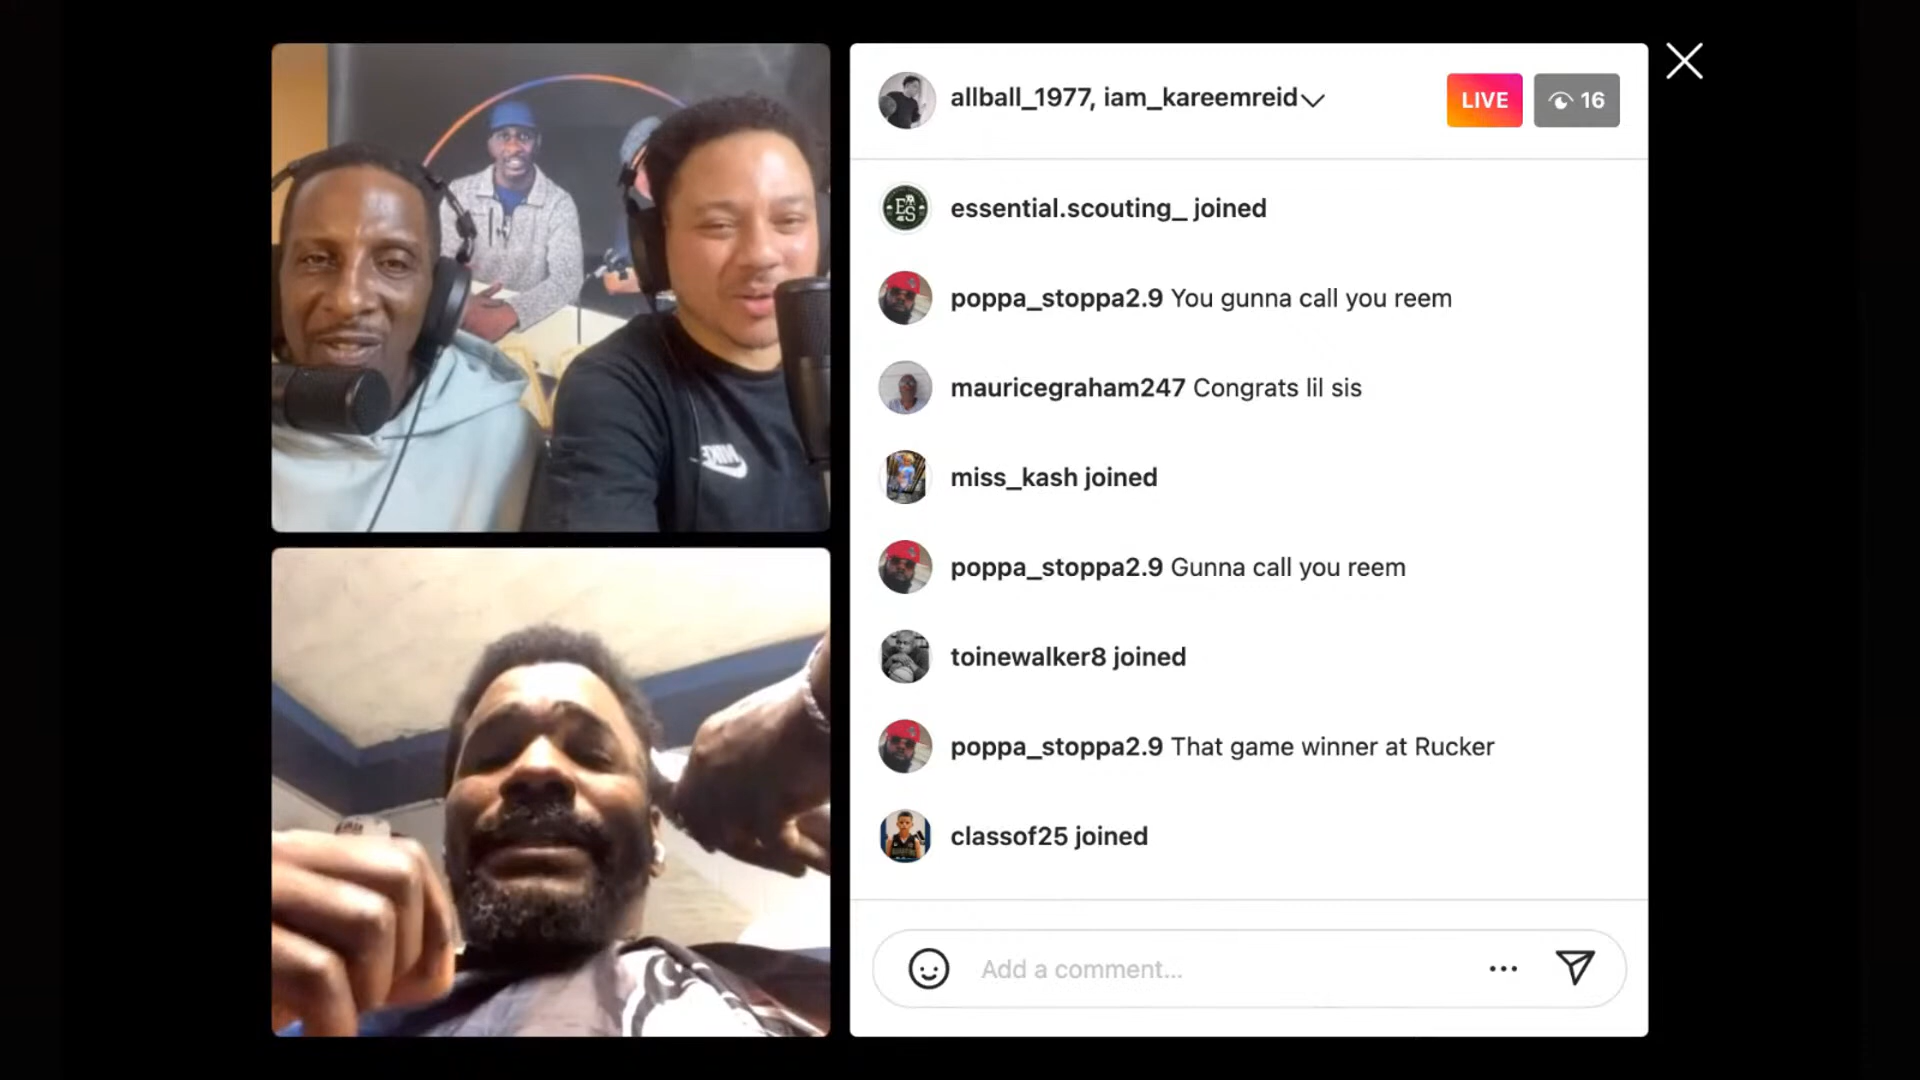 allball_1977, iam_kareemreid
LIVE
16
essential.scouting_ joined
poppa_stoppa2.9 You gunna call you reem
mauricegraham247 Congrats lil sis
miss_kash joined
poppa_stoppa2.9 Gunna call you reem
toinewalker8 joined
poppa_stoppa2.9 That game winner at Rucker
classof25 joined
Add a comment...
NIKE
ES